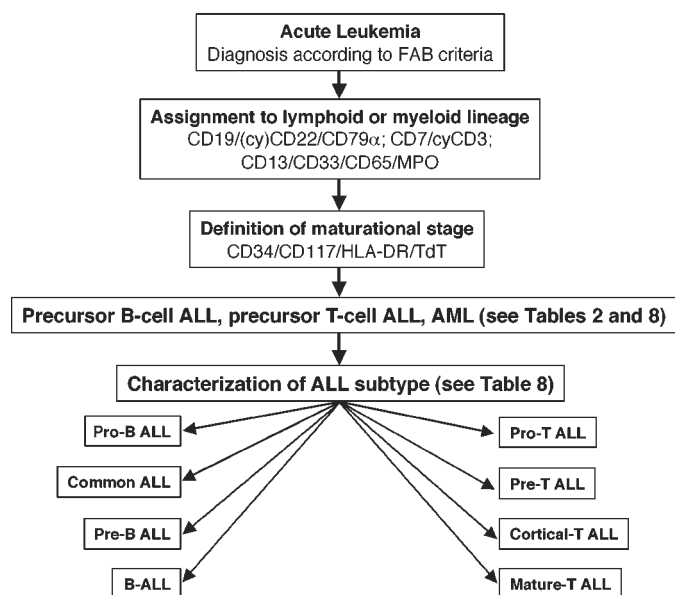 Acute Leukemia
Diagnosis according to FAB criteria
Assignment to lymphoid or myeloid lineage
CD19/(cy)CD22/CD79α; CD7/cyCD3;
CD13/CD33/CD65/MPO
Definition of maturational stage
CD34/CD117/HLA-DR/TdT
Precursor B-cell ALL, precursor T-cell ALL, AML (see Tables 2 and 8)
Characterization of ALL subtype (see Table 8)
Pro-B ALL
Common ALL
Pre-B ALL
B-ALL
Pro-T ALL
Pre-T ALL
Cortical-T ALL
Mature-T ALL